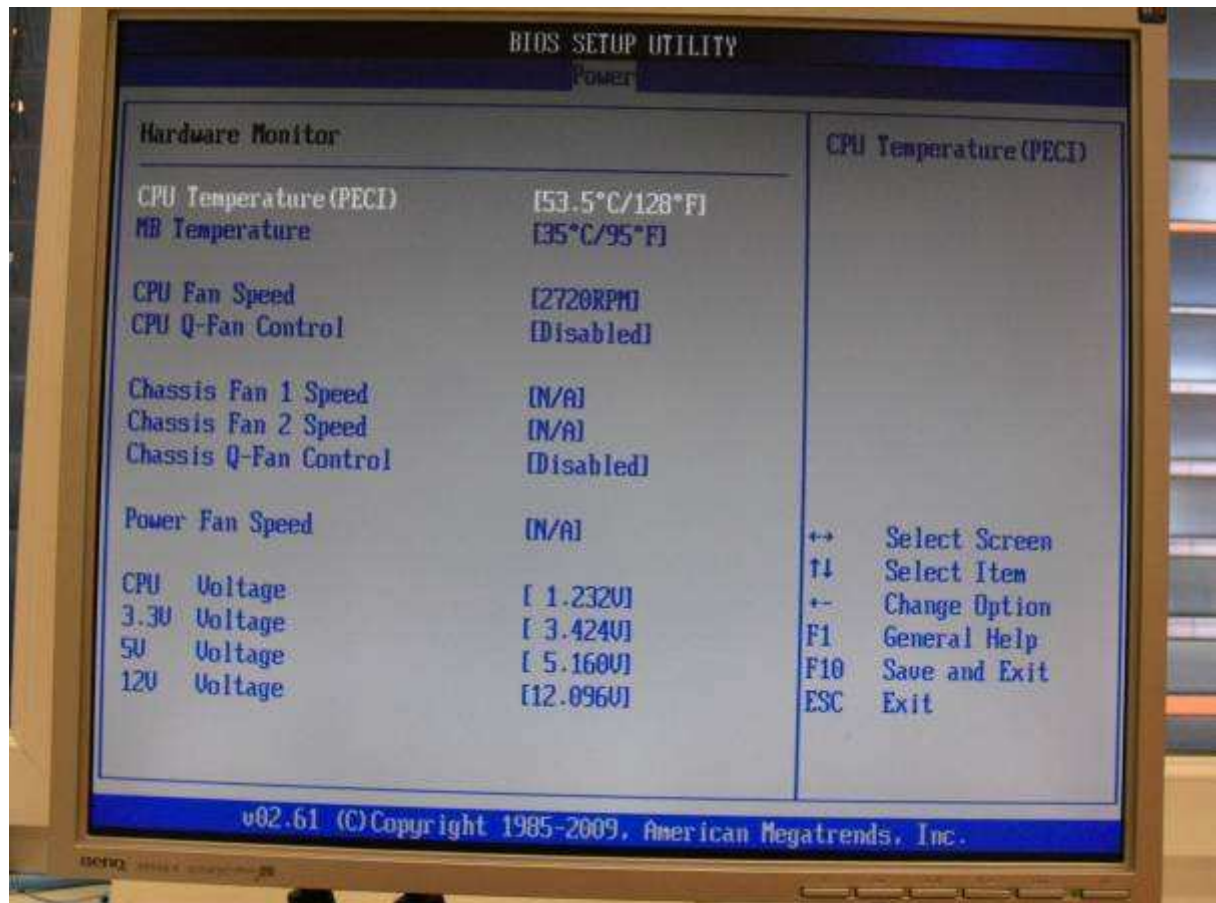 BIOS SETUP UTILITY
Power
Hardware Monitor
CPU Temperature(PECI) [53.5°C/128°F]
MB Temperature [35°C/95°F]
CPU Fan Speed [2720RPM]
CPU Q-Fan Control [Disabled]
Chassis Fan 1 Speed [N/A]
Chassis Fan 2 Speed [N/A]
Chassis Q-Fan Control [Disabled]
Power Fan Speed [N/A]
CPU Voltage [ 1.232V]
3.3V Voltage [ 3.424V]
5V Voltage [ 5.160V]
12V Voltage [12.096V]
CPU Temperature(PECI)
←→ Select Screen
↑↓ Select Item
+- Change Option
F1 General Help
F10 Save and Exit
ESC Exit
v02.61 (C)Copyright 1985-2009, American Megatrends, Inc.
BenQ